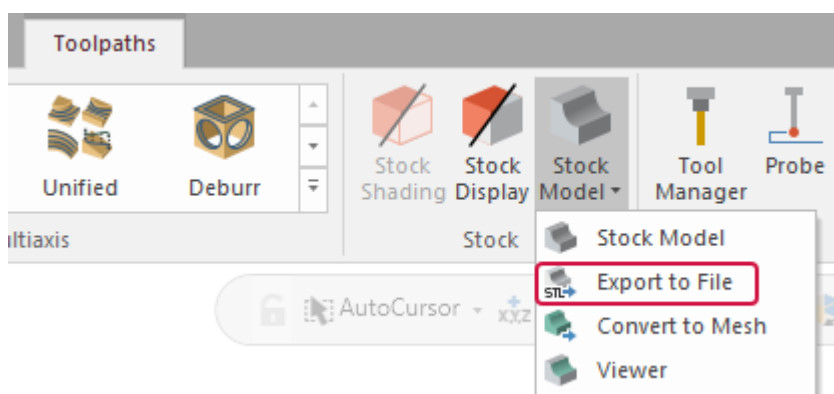 Toolpaths
Unified
Deburr
Stock
Shading
Stock
Display
Stock
Model
Tool
Manager
Probe
ltiaxis
Stock
Stock Model
STL
Export to File
AutoCursor
XYZ
Convert to Mesh
Viewer